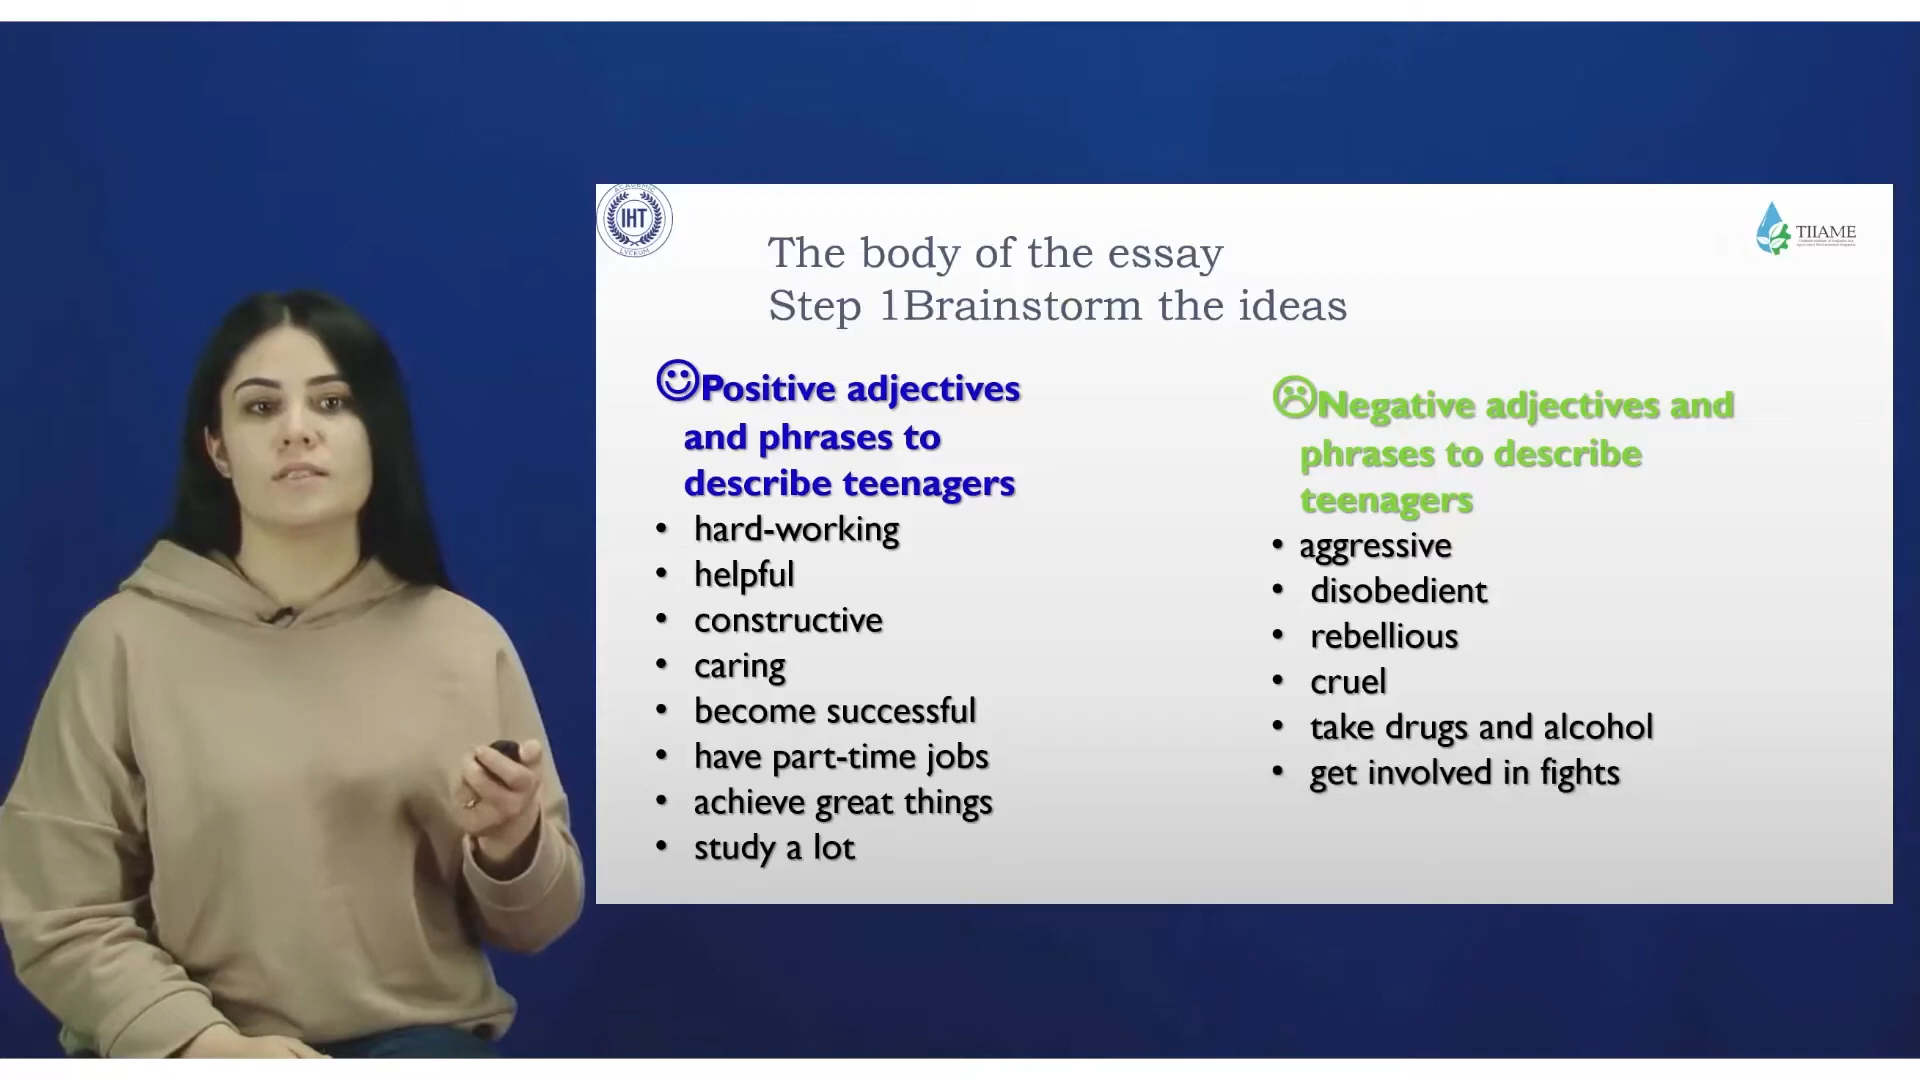 ACADEMIC
IHT
LYCEUM
TIIAME
The body of the essay
Step 1Brainstorm the ideas
☺Positive adjectives
and phrases to
describe teenagers
• hard-working
• helpful
• constructive
• caring
• become successful
• have part-time jobs
• achieve great things
• study a lot
☹Negative adjectives and
phrases to describe
teenagers
• aggressive
• disobedient
• rebellious
• cruel
• take drugs and alcohol
• get involved in fights